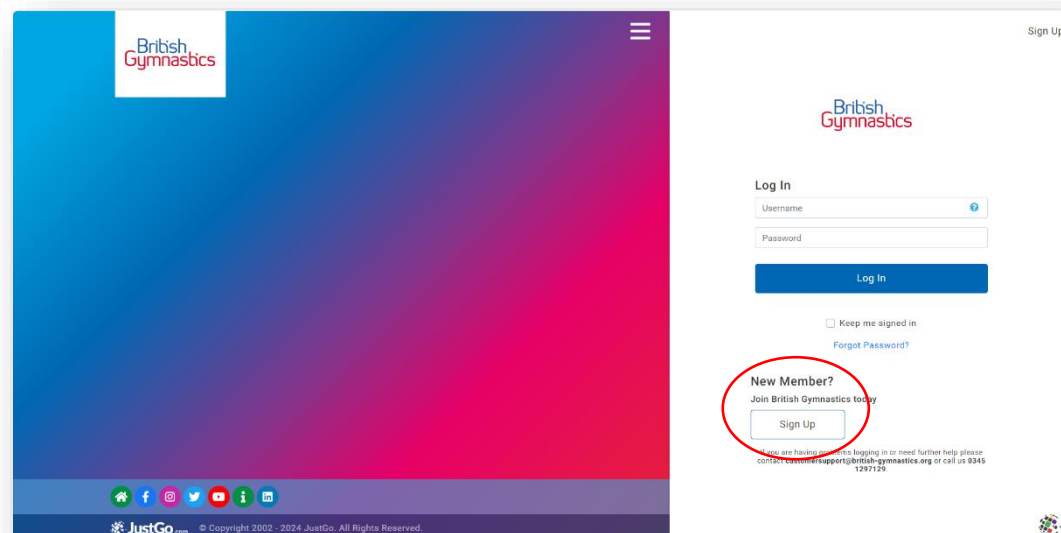 British
Gymnastics
Sign Up
British
Gymnastics
Log In
Username
Password
Log In
Keep me signed in
Forgot Password?
New Member?
Join British Gymnastics today
Sign Up
If you are having problems logging in or need further help please
contact customersupport@british-gymnastics.org or call us 0345
1297129.
JustGo.com © Copyright 2002 - 2024 JustGo. All Rights Reserved.